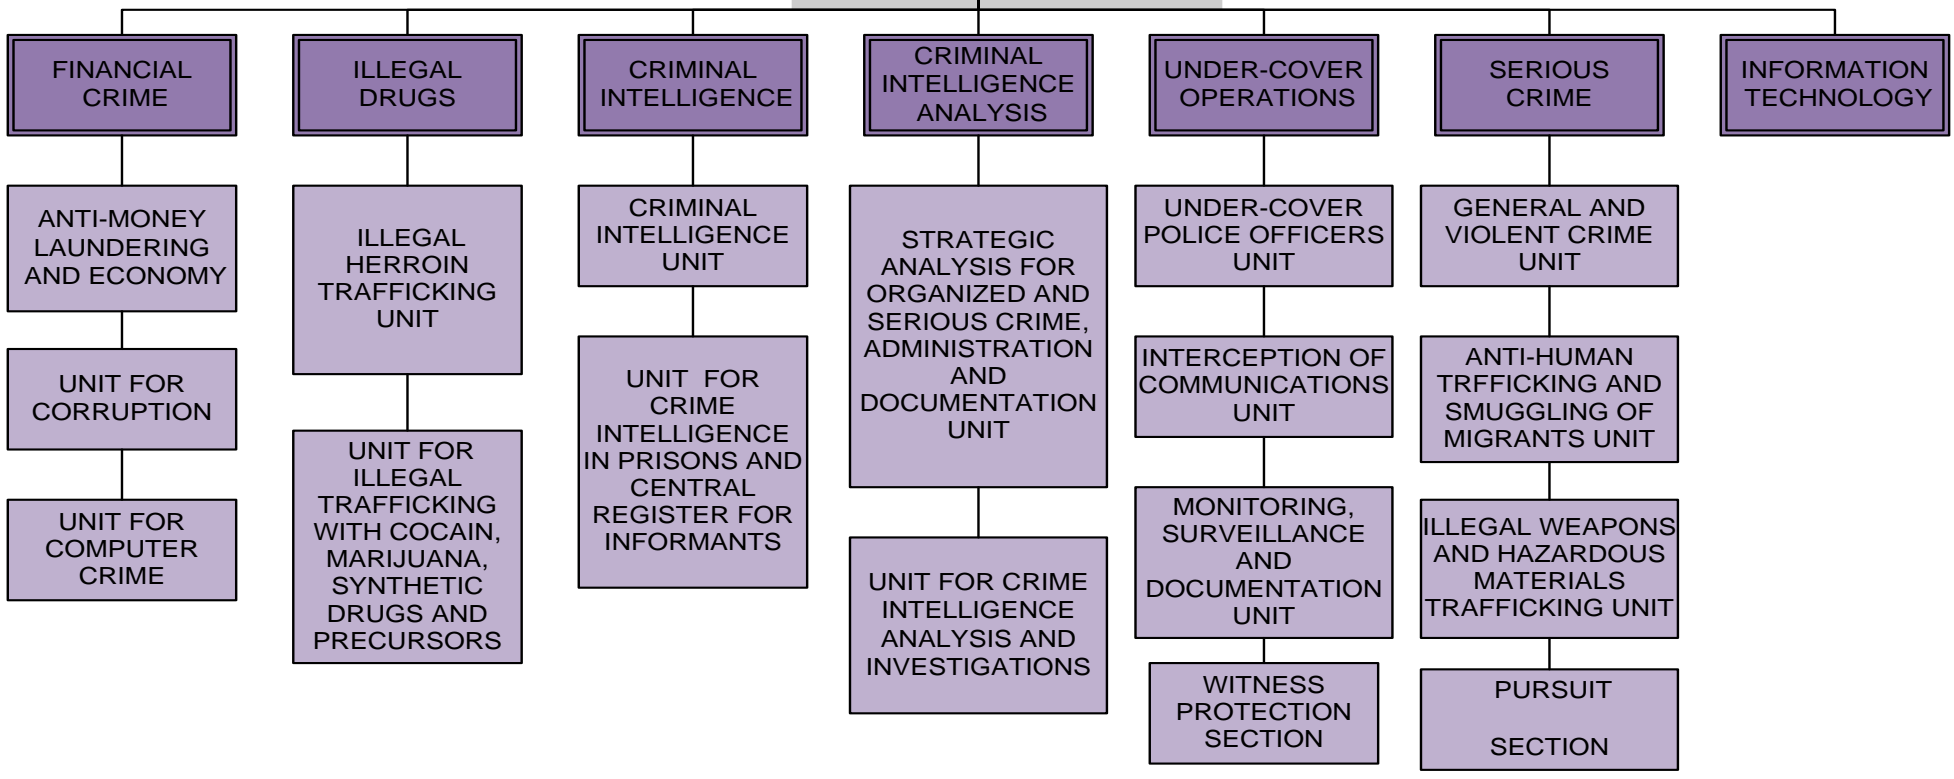 FINANCIAL
CRIME
ILLEGAL
DRUGS
CRIMINAL
INTELLIGENCE
CRIMINAL
INTELLIGENCE
ANALYSIS
UNDER-COVER
OPERATIONS
SERIOUS
CRIME
INFORMATION
TECHNOLOGY
ANTI-MONEY
LAUNDERING
AND ECONOMY
UNIT FOR
CORRUPTION
UNIT FOR
COMPUTER
CRIME
ILLEGAL
HERROIN
TRAFFICKING
UNIT
UNIT FOR
ILLEGAL
TRAFFICKING
WITH COCAIN,
MARIJUANA,
SYNTHETIC
DRUGS AND
PRECURSORS
CRIMINAL
INTELLIGENCE
UNIT
UNIT FOR
CRIME
INTELLIGENCE
IN PRISONS AND
CENTRAL
REGISTER FOR
INFORMANTS
STRATEGIC
ANALYSIS FOR
ORGANIZED AND
SERIOUS CRIME,
ADMINISTRATION
AND
DOCUMENTATION
UNIT
UNIT FOR CRIME
INTELLIGENCE
ANALYSIS AND
INVESTIGATIONS
UNDER-COVER
POLICE OFFICERS
UNIT
INTERCEPTION OF
COMMUNICATIONS
UNIT
MONITORING,
SURVEILLANCE
AND
DOCUMENTATION
UNIT
WITNESS
PROTECTION
SECTION
GENERAL AND
VIOLENT CRIME
UNIT
ANTI-HUMAN
TRFFICKING AND
SMUGGLING OF
MIGRANTS UNIT
ILLEGAL WEAPONS
AND HAZARDOUS
MATERIALS
TRAFFICKING UNIT
PURSUIT
SECTION